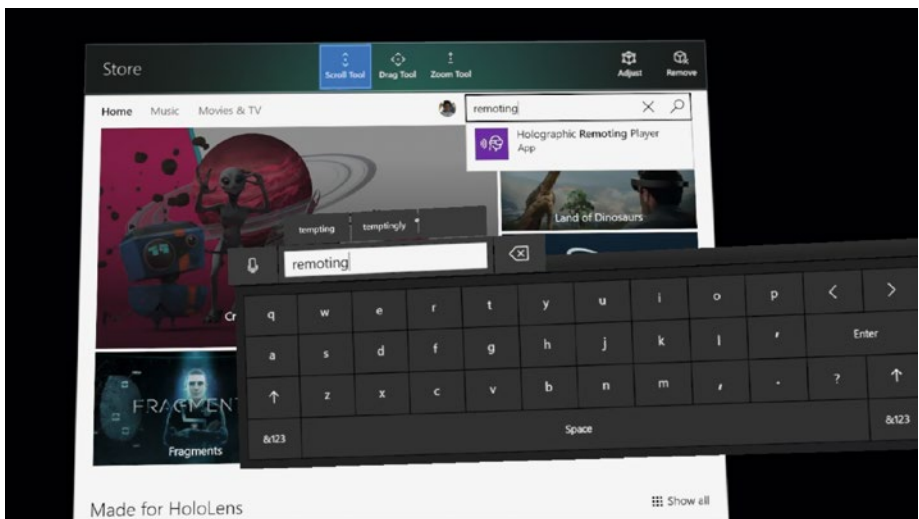 Store
Scroll Tool
Drag Tool
Zoom Tool
Adjust
Remove
Home Music Movies & TV
remoting
Holographic Remoting Player
App
Land of Dinosaurs
tempting temptingly
remoting
q w e r t y u i o p
a s d f g h j k l ' Enter
z x c v b n m , . ?
&123 Space &123
Fragments
Made for HoloLens
Show all